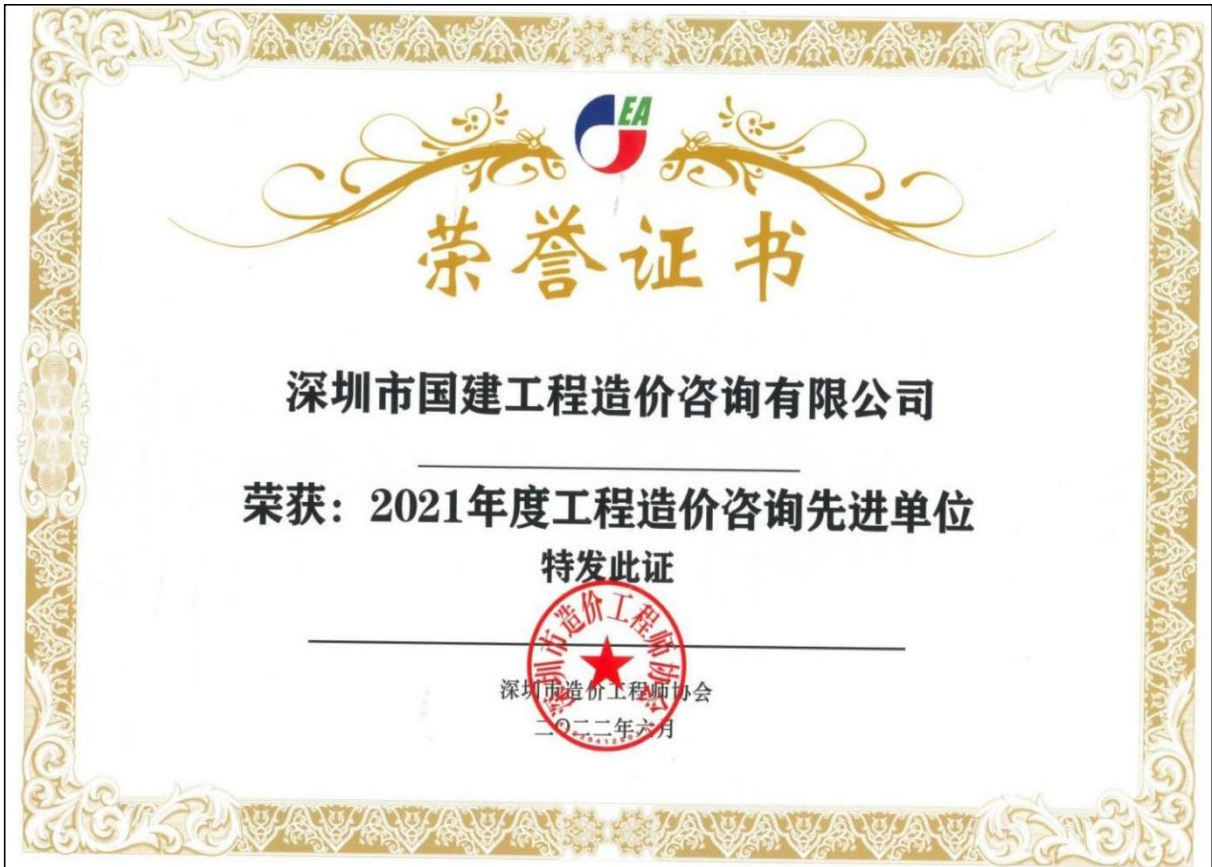 EA
荣誉证书
深圳市国建工程造价咨询有限公司
荣获：2021年度工程造价咨询先进单位
特发此证
深圳市造价工程师协会
深圳市造价工程师协会
二〇二二年六月